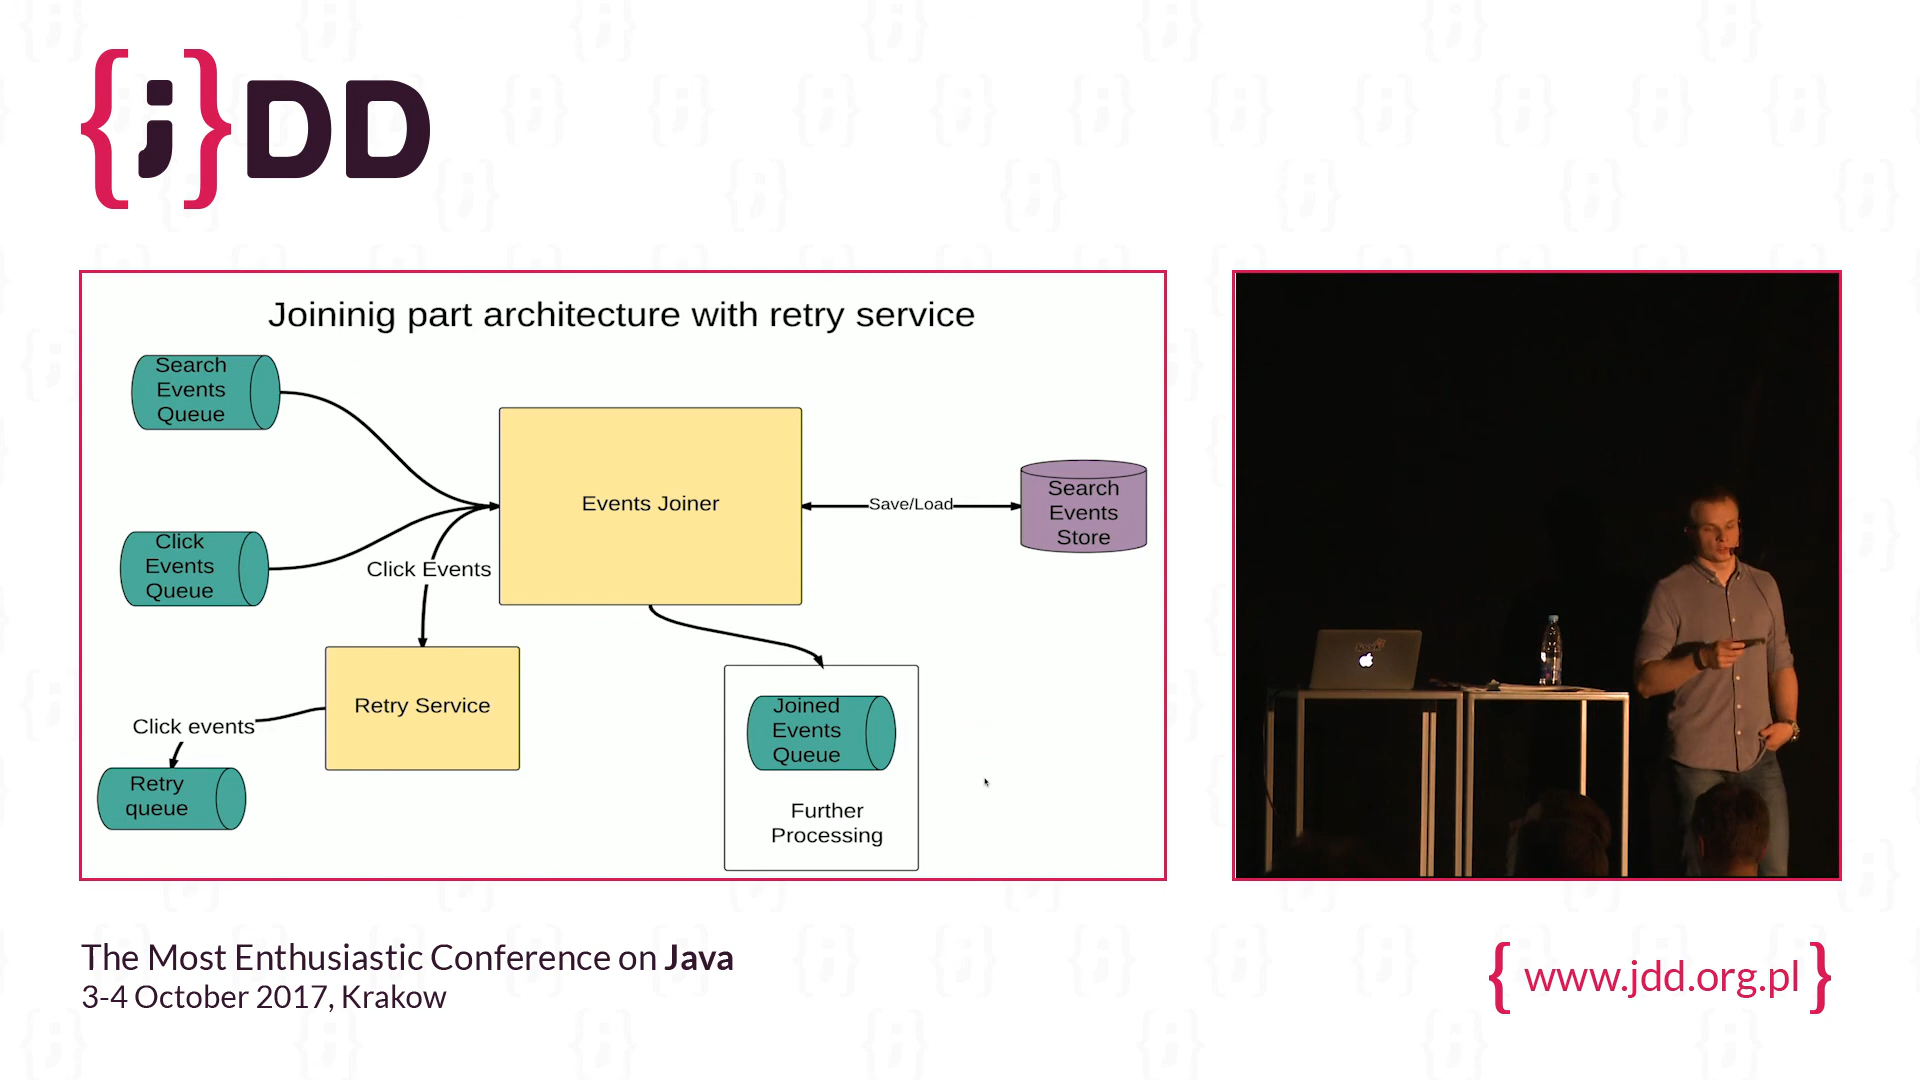 {;}DD
Joininig part architecture with retry service
Search
Events
Queue
Events Joiner
Save/Load
Search
Events
Store
Click
Events
Queue
Click Events
Retry Service
Click events
Retry
queue
Joined
Events
Queue
Further
Processing
The Most Enthusiastic Conference on Java
3-4 October 2017, Krakow
{ www.jdd.org.pl }